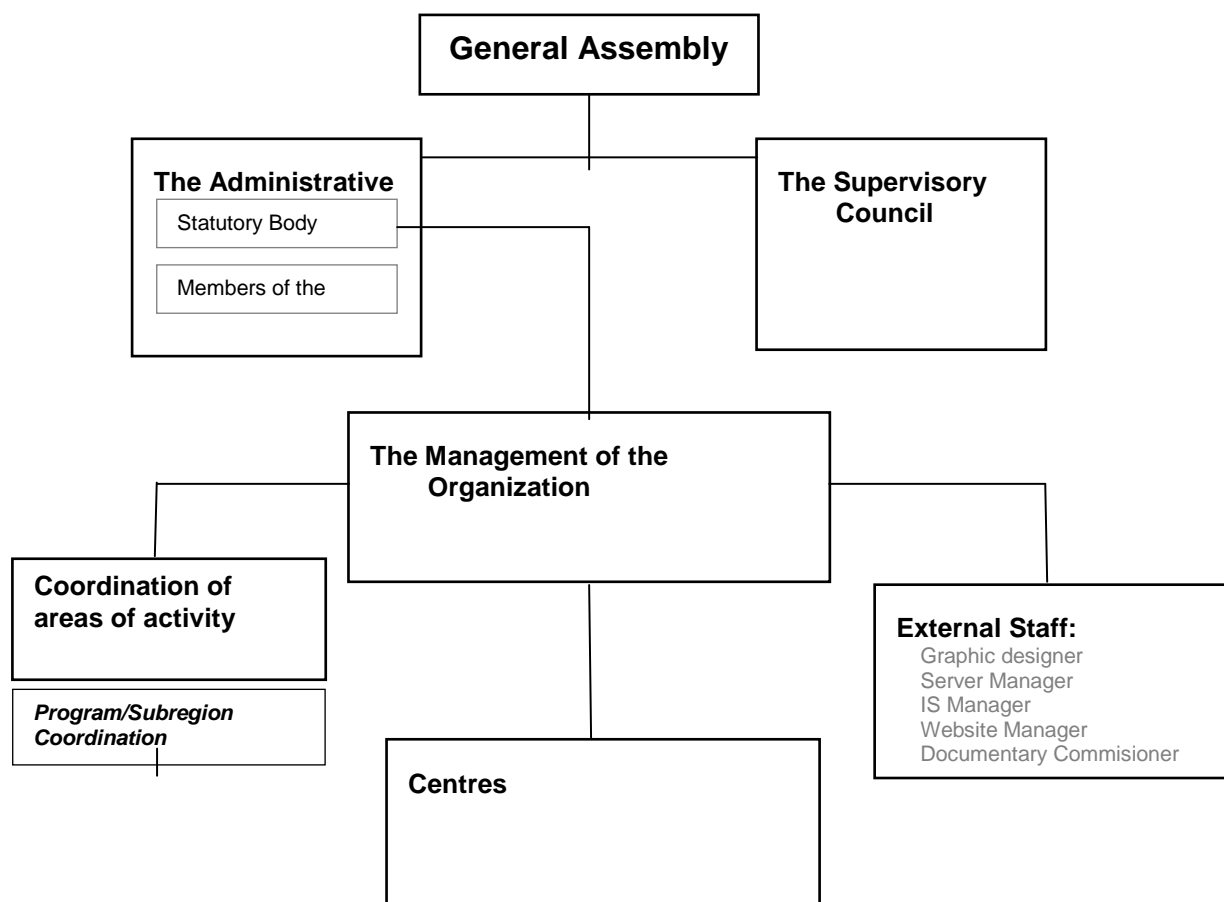 General Assembly
The Administrative
Statutory Body
Members of the
The Supervisory
Council
The Management of the
Organization
Coordination of
areas of activity
Program/Subregion
Coordination
External Staff:
Graphic designer
Server Manager
IS Manager
Website Manager
Documentary Commisioner
Centres